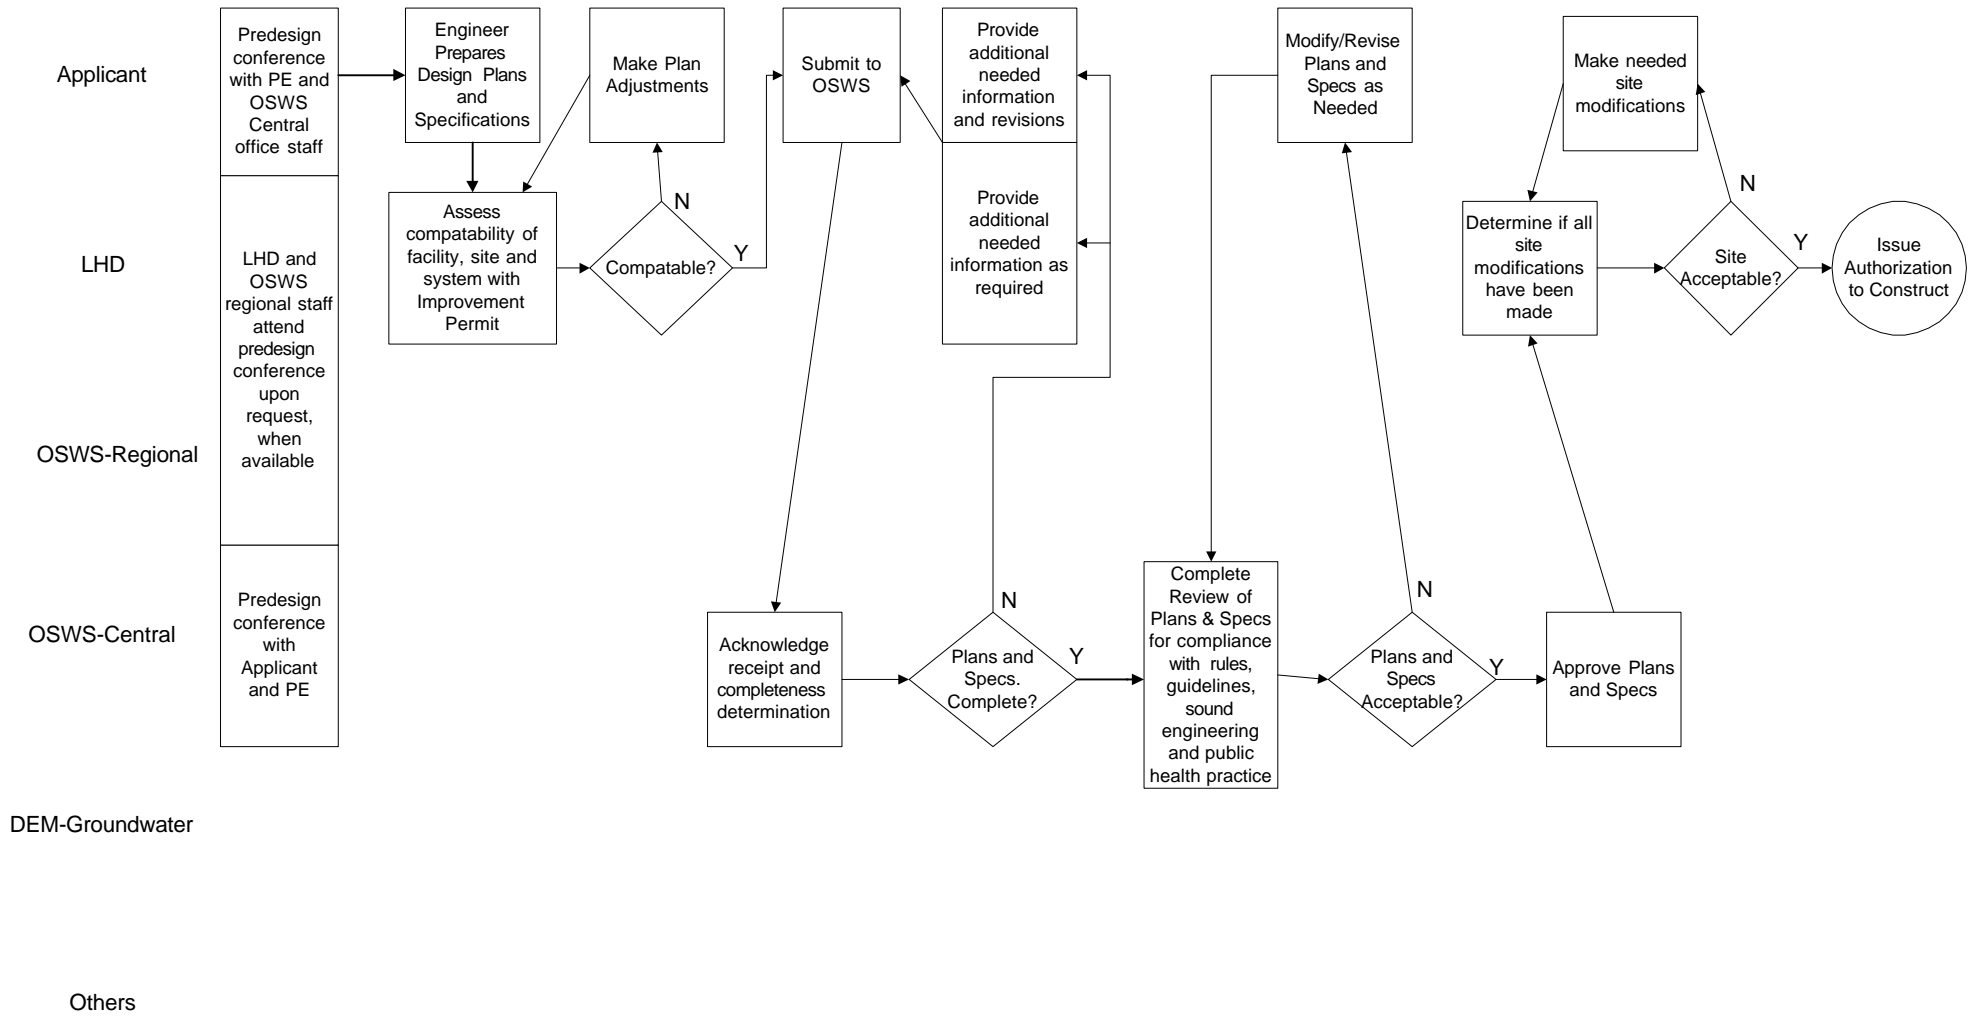 Applicant
LHD
OSWS-Regional
OSWS-Central
DEM-Groundwater
Others
Predesign
conference
with PE and
OSWS
Central
office staff
LHD and
OSWS
regional staff
attend
predesign
conference
upon
request,
when
available
Predesign
conference
with
Applicant
and PE
Engineer
Prepares
Design Plans
and
Specifications
Assess
compatability of
facility, site and
system with
Improvement
Permit
Make Plan
Adjustments
N
Compatable?
Y
Submit to
OSWS
Acknowledge
receipt and
completeness
determination
Provide
additional
needed
information
and revisions
Provide
additional
needed
information as
required
N
Plans and
Specs.
Complete?
Y
Complete
Review of
Plans & Specs
for compliance
with rules,
guidelines,
sound
engineering
and public
health practice
Modify/Revise
Plans and
Specs as
Needed
N
Plans and
Specs
Acceptable?
Y
Approve Plans
and Specs
Make needed
site
modifications
Determine if all
site
modifications
have been
made
N
Site
Acceptable?
Y
Issue
Authorization
to Construct